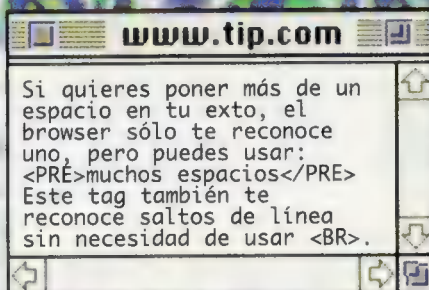 www.tip.com
Si quieres poner más de un
espacio en tu exto, el
browser sólo te reconoce
uno, pero puedes usar:
<PRE>muchos espacios</PRE>
Este tag también te
reconoce saltos de línea
sin necesidad de usar <BR>.